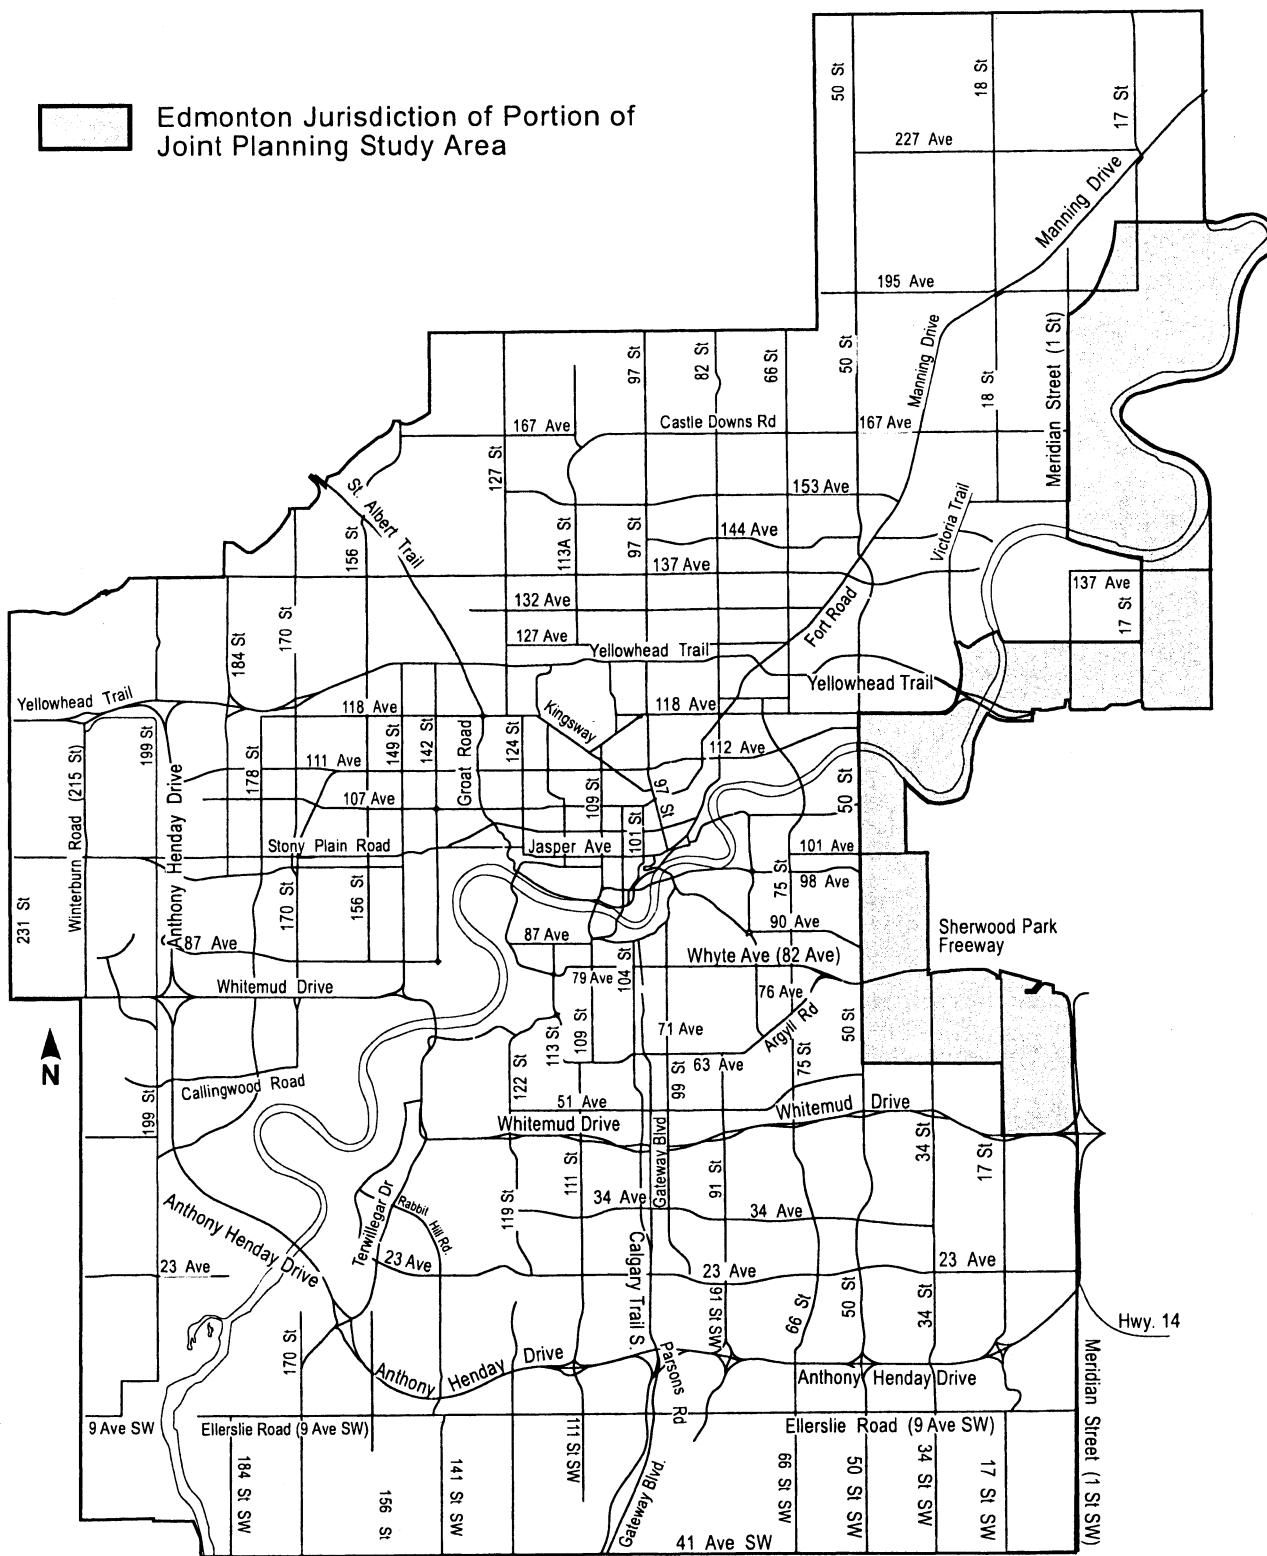 Edmonton Jurisdiction of Portion of
Joint Planning Study Area
50 St
18 St
17 St
227 Ave
Manning Drive
195 Ave
97 St
82 St
66 St
50 St
Manning Drive
18 St
Meridian Street (1 St)
167 Ave
Castle Downs Rd
167 Ave
127 St
St. Albert Trail
153 Ave
156 St
113A St
97 St
144 Ave
Victoria Trail
137 Ave
137 Ave
132 Ave
Fort Road
17 St
170 St
184 St
127 Ave
Yellowhead Trail
Yellowhead Trail
Yellowhead Trail
118 Ave
Kingsway
118 Ave
199 St
149 St
142 St
Groat Road
124 St
112 Ave
Winterburn Road (215 St)
Anthony Henday Drive
178 St
111 Ave
109 St
97 St
50 St
107 Ave
101 St
Stony Plain Road
Jasper Ave
101 Ave
231 St
170 St
156 St
75 St
98 Ave
87 Ave
87 Ave
90 Ave
Sherwood Park
Freeway
Whyte Ave (82 Ave)
Whitemud Drive
79 Ave
104 St
76 Ave
Argyll Rd
50 St
N
113 St
109 St
71 Ave
75 St
63 Ave
Callingwood Road
122 St
99 St
199 St
51 Ave
Whitemud Drive
Whitemud Drive
34 St
17 St
111 St
Gateway Blvd
91 St
119 St
34 Ave
34 Ave
Terwillegar Dr
Rabbit
Hill Rd.
Anthony Henday Drive
23 Ave
23 Ave
Calgary Trail S.
23 Ave
23 Ave
91 St SW
66 St
50 St
34 St
Hwy. 14
170 St
Anthony Henday Drive
Parsons Rd
Anthony Henday Drive
Meridian Street (1 St SW)
9 Ave SW
Ellerslie Road (9 Ave SW)
Ellerslie Road (9 Ave SW)
184 St SW
156 St
141 St SW
111 St SW
Gateway Blvd.
66 St SW
50 St SW
34 St SW
17 St SW
41 Ave SW